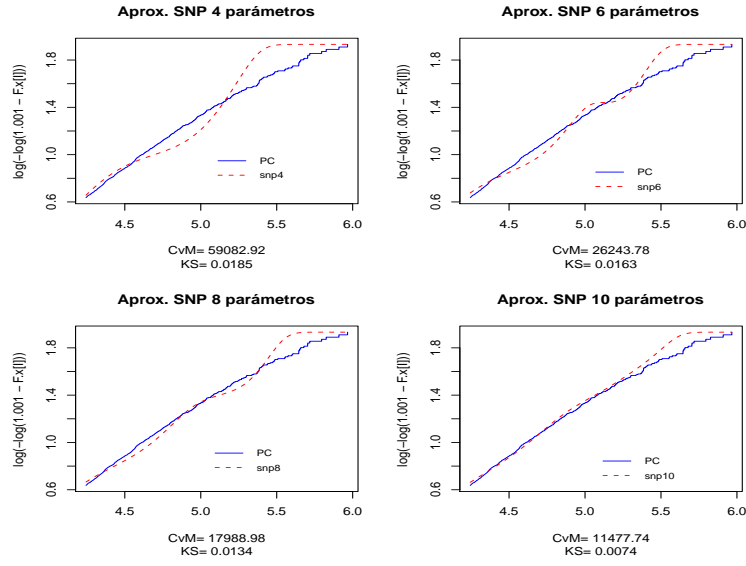 Aprox. SNP 4 parámetros
log(−log(1.001 − F.x[I]))
0.6 1.0 1.4 1.8
PC
snp4
4.5 5.0 5.5 6.0
CvM= 59082.92
KS= 0.0185
Aprox. SNP 6 parámetros
log(−log(1.001 − F.x[I]))
0.6 1.0 1.4 1.8
PC
snp6
4.5 5.0 5.5 6.0
CvM= 26243.78
KS= 0.0163
Aprox. SNP 8 parámetros
log(−log(1.001 − F.x[I]))
0.6 1.0 1.4 1.8
PC
snp8
4.5 5.0 5.5 6.0
CvM= 17988.98
KS= 0.0134
Aprox. SNP 10 parámetros
log(−log(1.001 − F.x[I]))
0.6 1.0 1.4 1.8
PC
snp10
4.5 5.0 5.5 6.0
CvM= 11477.74
KS= 0.0074